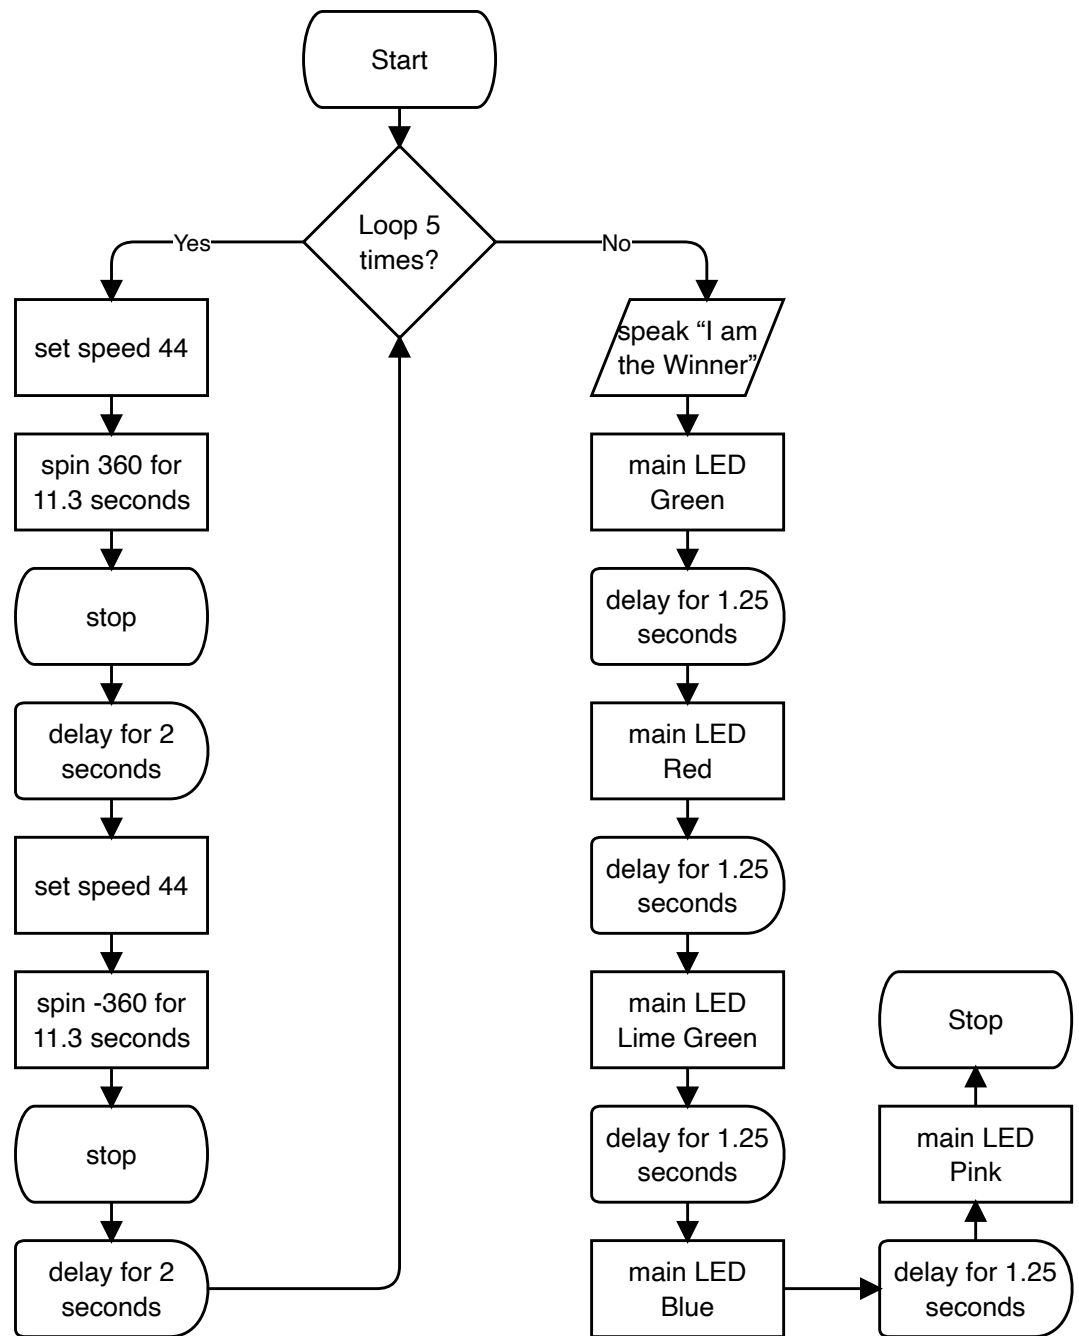 Start
Loop 5
times?
Yes
No
set speed 44
spin 360 for
11.3 seconds
stop
delay for 2
seconds
set speed 44
spin -360 for
11.3 seconds
stop
delay for 2
seconds
speak “I am
the Winner”
main LED
Green
delay for 1.25
seconds
main LED
Red
delay for 1.25
seconds
main LED
Lime Green
delay for 1.25
seconds
main LED
Blue
delay for 1.25
seconds
main LED
Pink
Stop